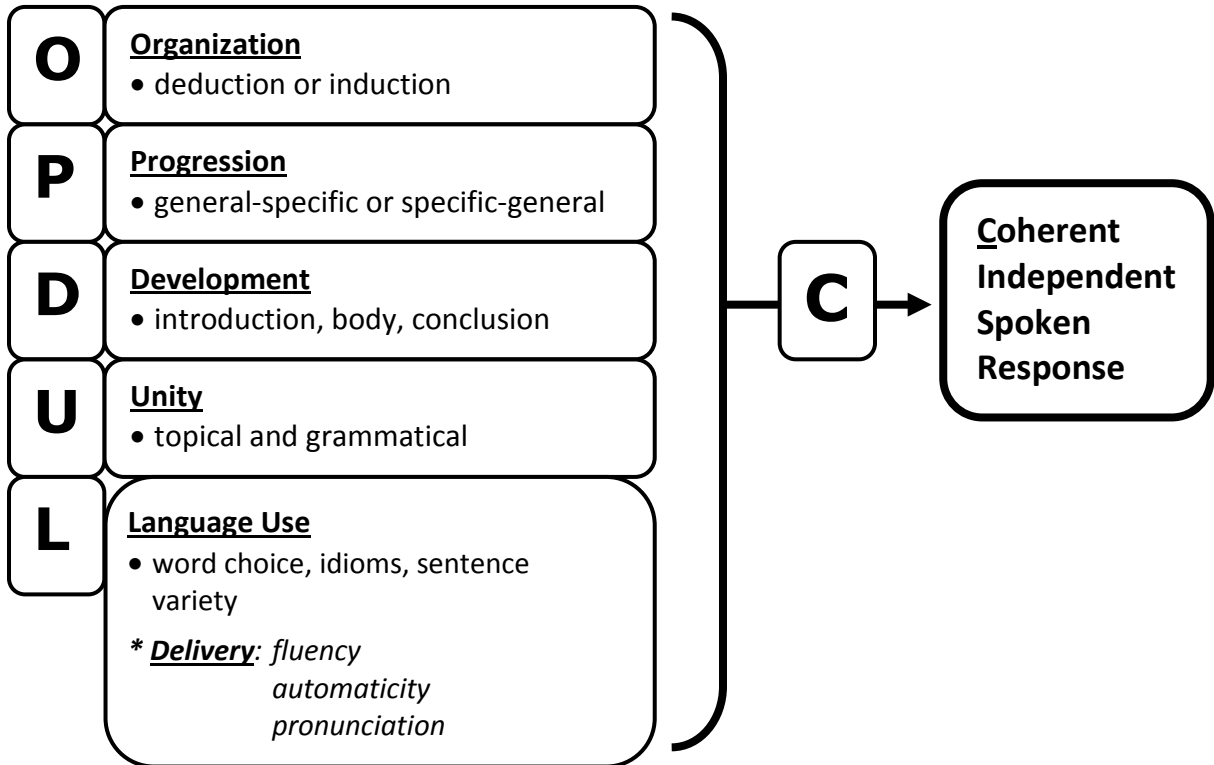 O
Organization
• deduction or induction
P
Progression
• general-specific or specific-general
D
Development
• introduction, body, conclusion
U
Unity
• topical and grammatical
L
Language Use
• word choice, idioms, sentence
variety
* Delivery: fluency
automaticity
pronunciation
C
Coherent
Independent
Spoken
Response